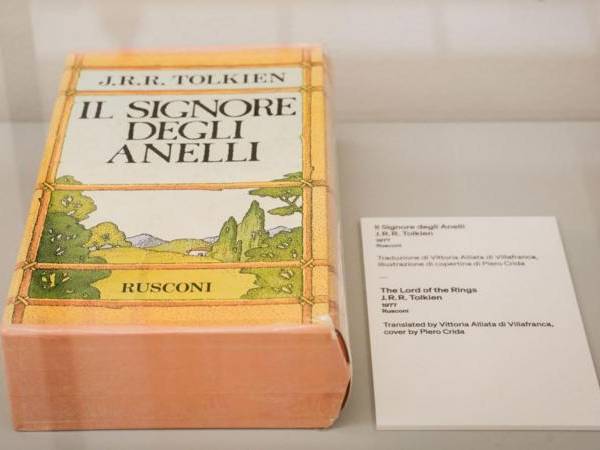 J.R.R. TOLKIEN
IL SIGNORE
DEGLI
ANELLI
RUSCONI
Il Signore degli Anelli
J.R.R. Tolkien
1977
Rusconi
Traduzione di Vittoria Alliata di Villafranca,
illustrazione di copertina di Piero Crida
—
The Lord of the Rings
J.R.R. Tolkien
1977
Rusconi
Translated by Vittoria Alliata di Villafranca,
cover by Piero Crida